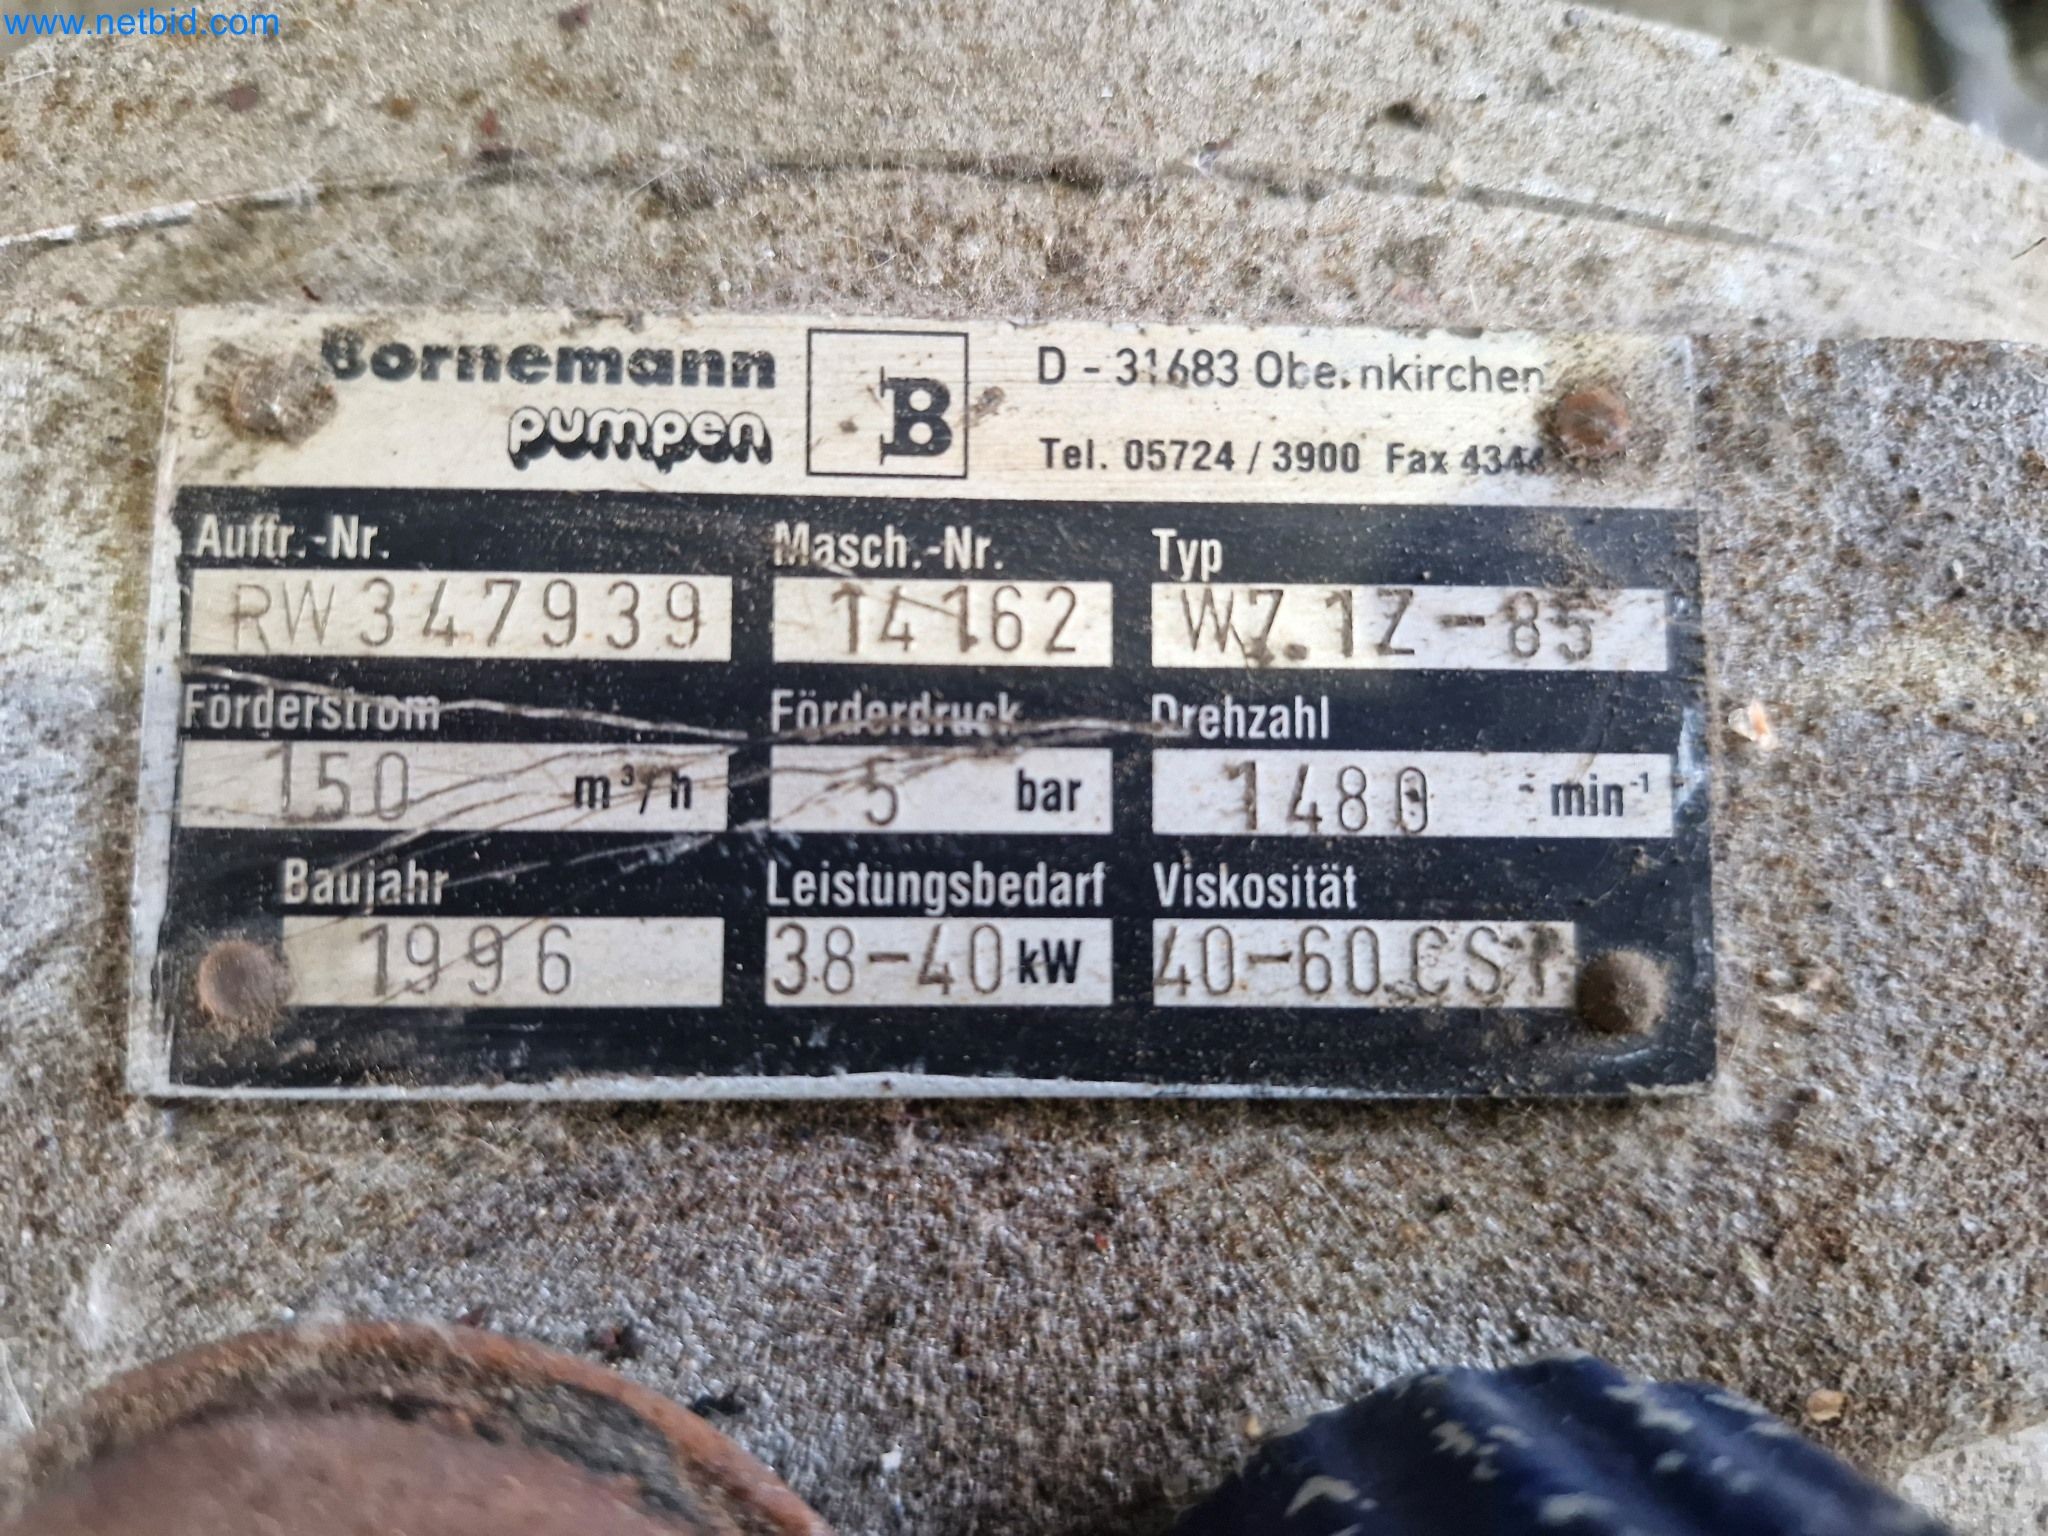 www.netbid.com
Bornemann
pumpen
B
D - 31683 Obernkirchen
Tel. 05724 / 3900 Fax
Auftr.-Nr. Masch.-Nr. Typ
RW347939 14162 W7.1Z-85
Förderstrom Förderdruck Drehzahl
150 m³/h 5 bar 1480 min⁻¹
Baujahr Leistungsbedarf Viskosität
1996 38-40 kW 40-60 CST